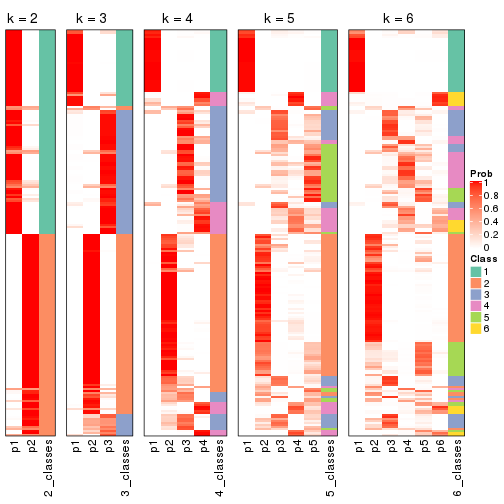 k = 2
k = 3
k = 4
k = 5
k = 6
p1
p2
2_classes
p1
p2
p3
3_classes
p1
p2
p3
p4
4_classes
p1
p2
p3
p4
p5
5_classes
p1
p2
p3
p4
p5
p6
6_classes
Prob
1
0.8
0.6
0.4
0.2
0
Class
1
2
3
4
5
6